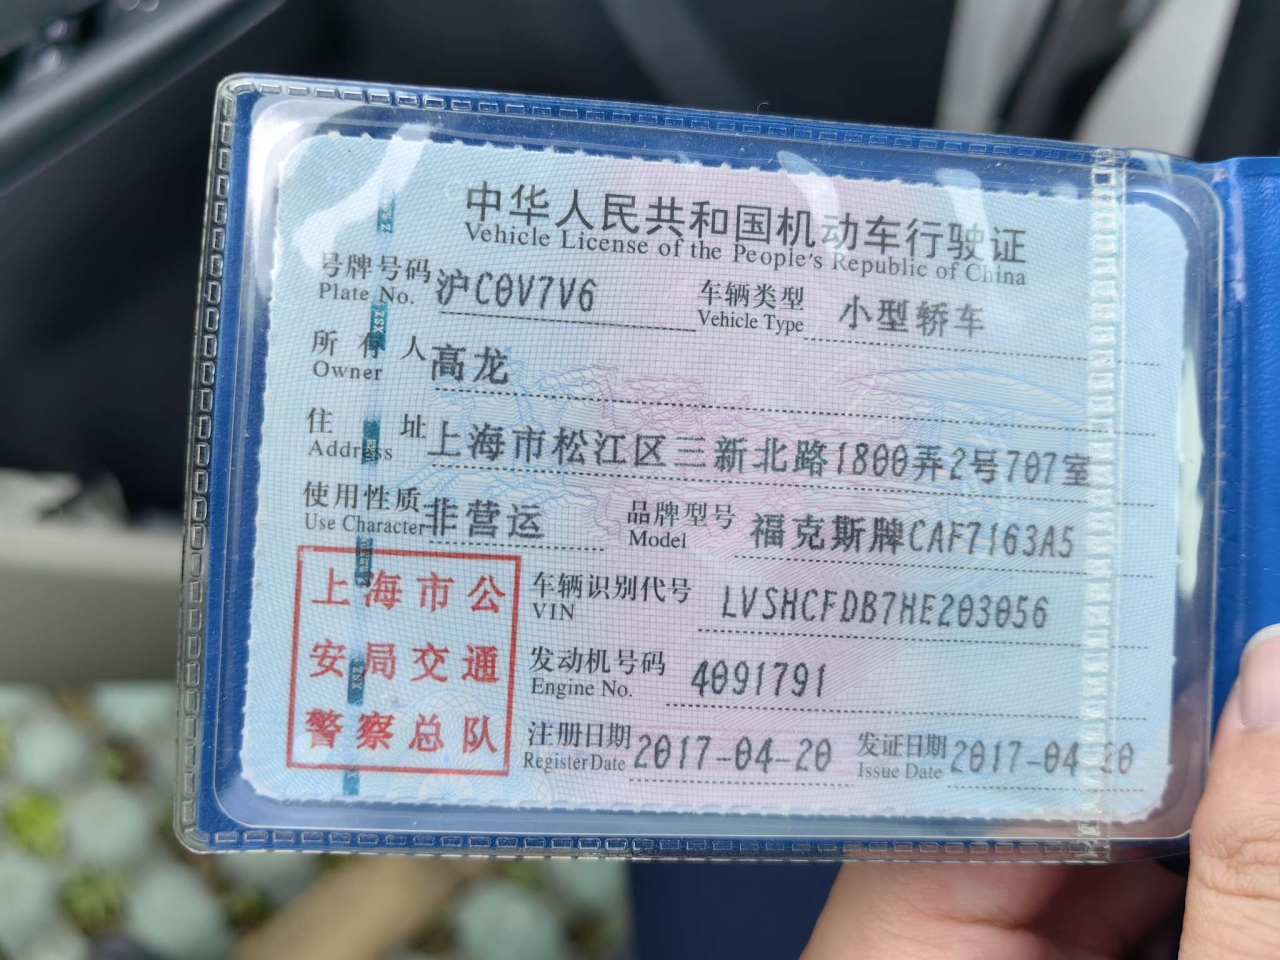 中华人民共和国机动车行驶证
Vehicle License of the People's Republic of China
号牌号码 沪C0V7V6 车辆类型 小型轿车
Plate No. Vehicle Type
所有人 高龙
Owner
住址 上海市松江区三新北路1800弄2号707室
Address
使用性质 非营运 品牌型号 福克斯牌CAF7163A5
Use Character Model
上海市公
安局交通
警察总队
车辆识别代号 LVSHCFDB7HE203056
VIN
发动机号码 4091791
Engine No.
注册日期 2017-04-20 发证日期 2017-04-20
Register Date Issue Date